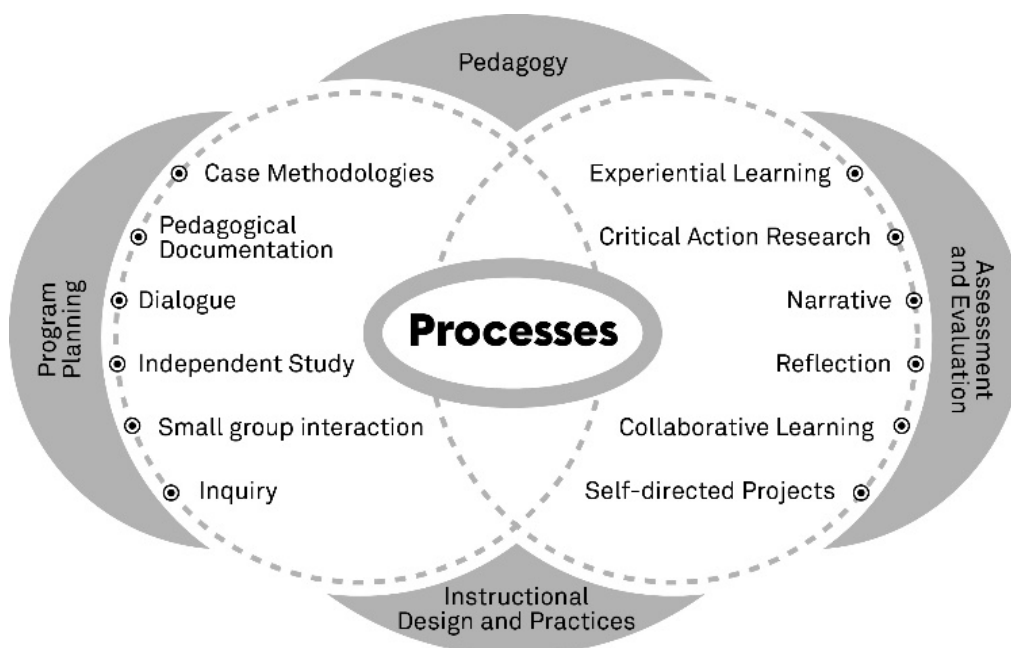 Pedagogy
Case Methodologies
Pedagogical
Documentation
Dialogue
Independent Study
Small group interaction
Inquiry
Program
Planning
Processes
Experiential Learning
Critical Action Research
Narrative
Reflection
Collaborative Learning
Self-directed Projects
Assessment
and Evaluation
Instructional
Design and Practices